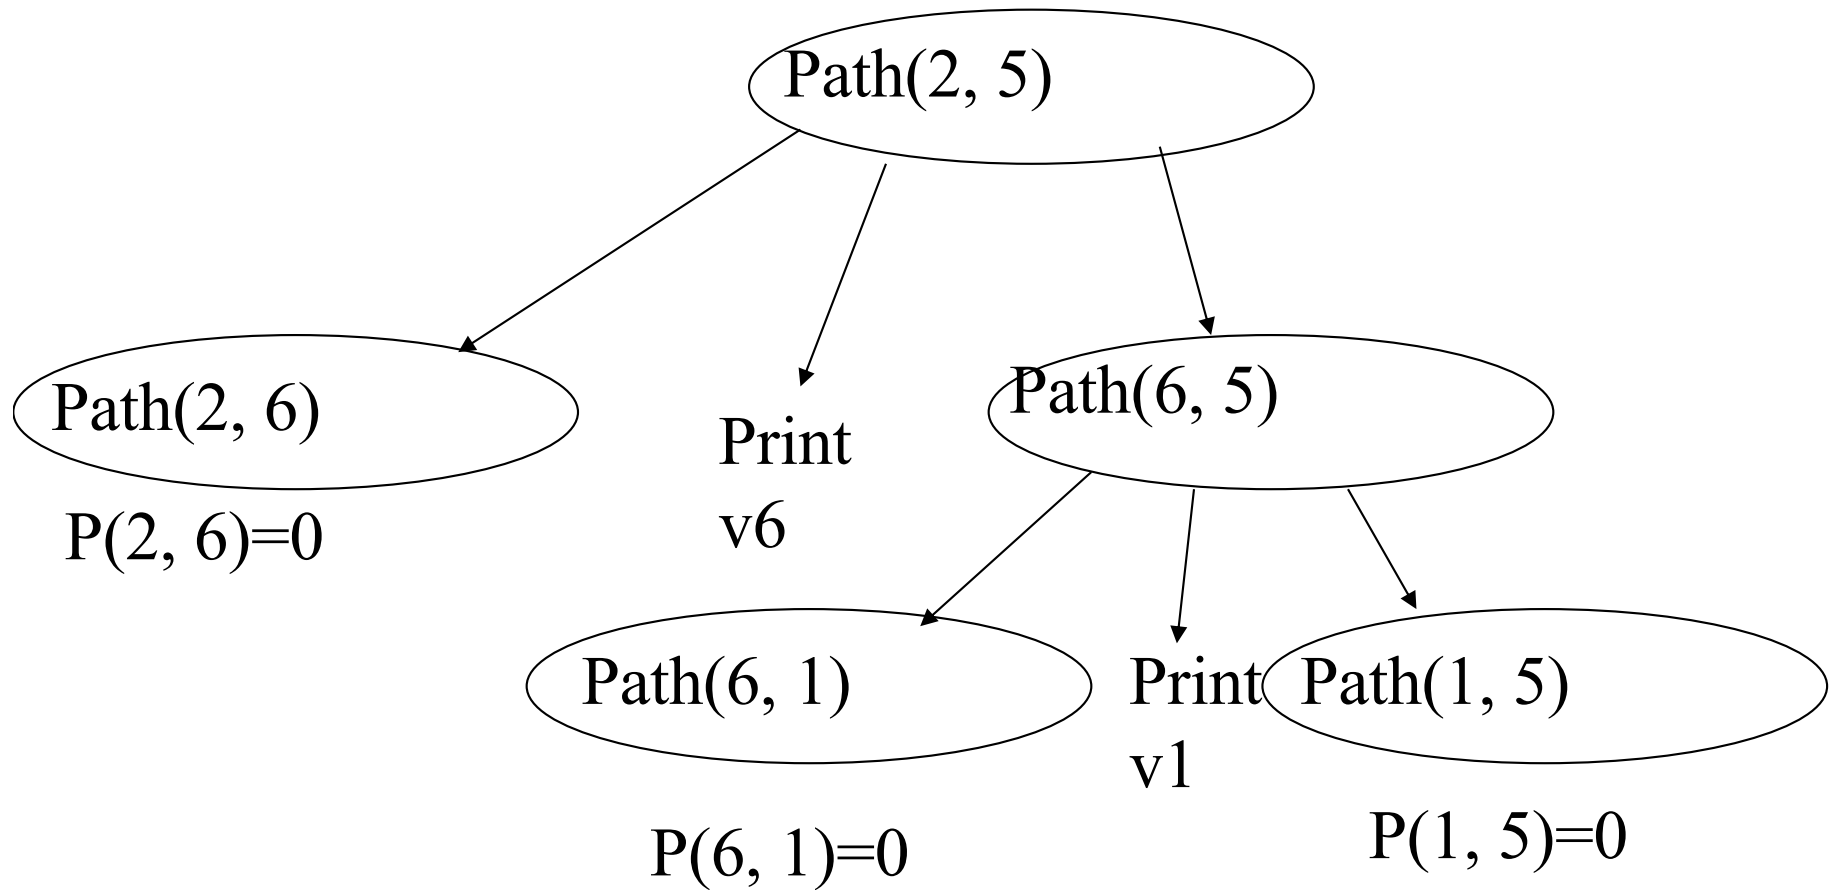 Path(2, 5)
Path(2, 6)
Print
v6
Path(6, 5)
P(2, 6)=0
Path(6, 1)
Print
v1
Path(1, 5)
P(6, 1)=0
P(1, 5)=0